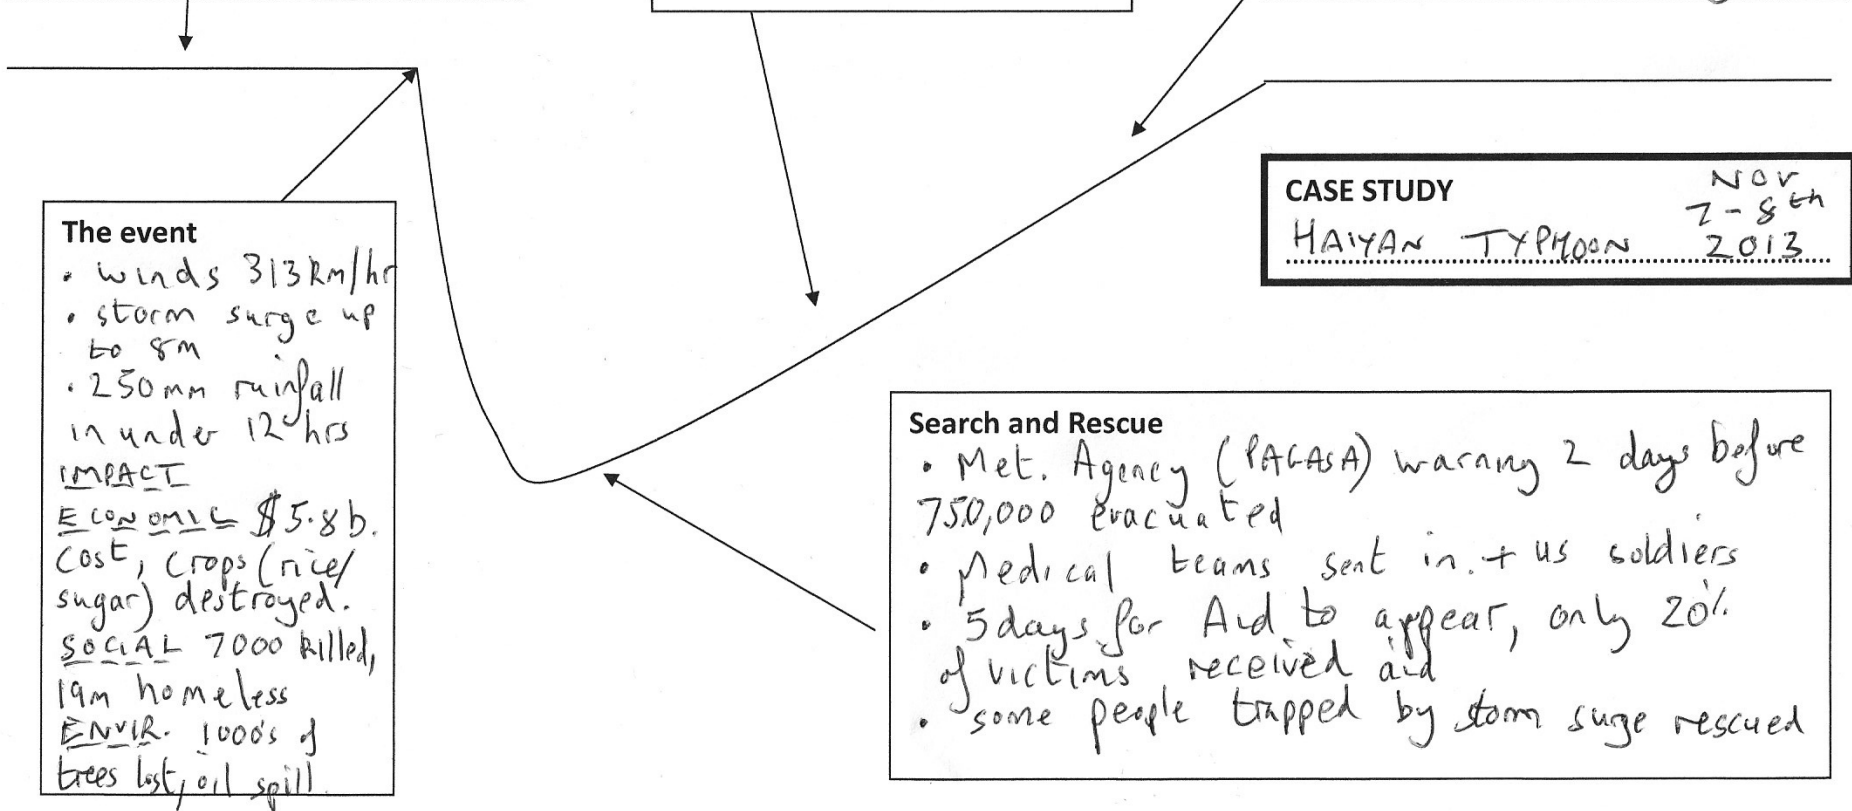 The event
• winds 313km/hr
• storm surge up
to 8m
• 250mm rainfall
in under 12 hrs
IMPACT
ECONOMIC $5.8b.
cost, crops (rice/
sugar) destroyed.
SOCIAL 7000 killed,
19m homeless
ENVIR. 1000's of
trees lost, oil spill
CASE STUDY
NOV
7-8th
HAIYAN TYPHOON 2013
Search and Rescue
• Met. Agency (PAGASA) warning 2 days before
750,000 evacuated
• Medical teams sent in. + US soldiers
• 5 days for Aid to appear, only 20%
of victims received aid
• some people trapped by storm surge rescued